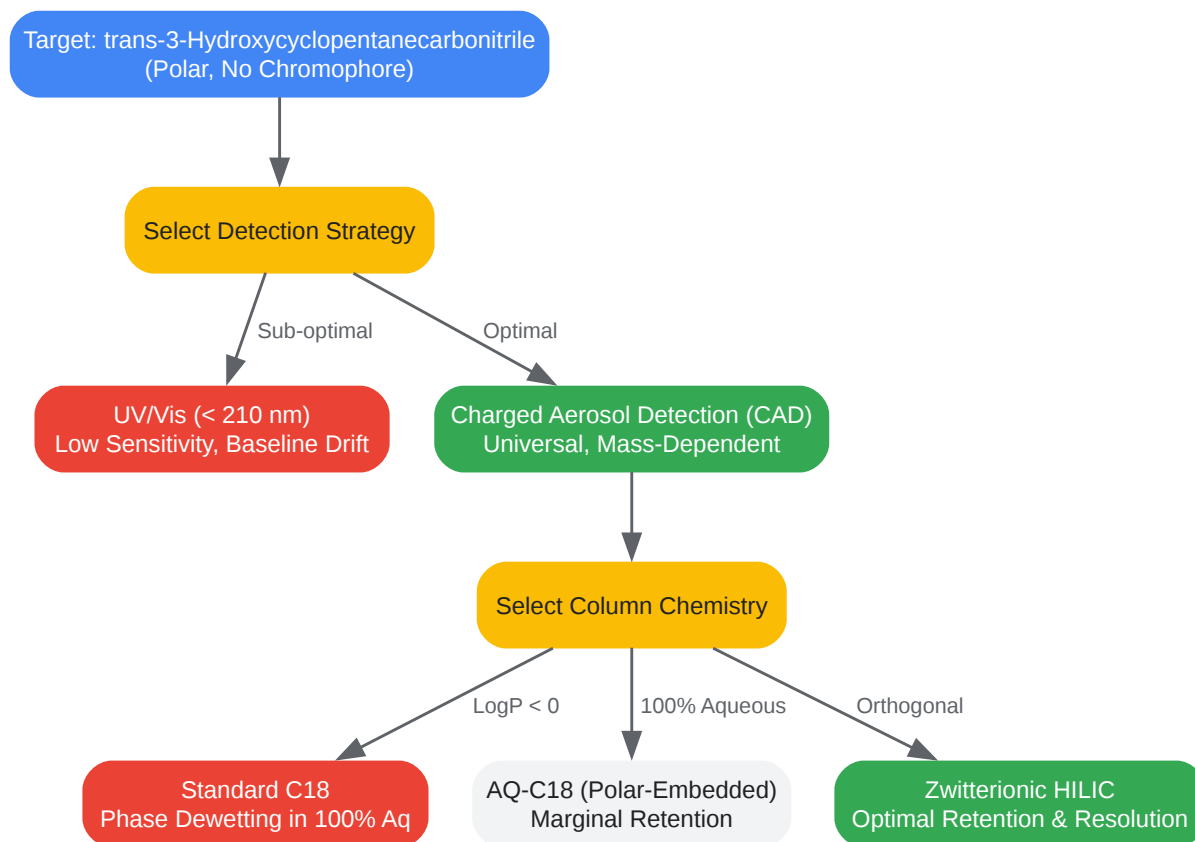 Target: trans-3-Hydroxycyclopentanecarbonitrile
(Polar, No Chromophore)
Select Detection Strategy
Sub-optimal
Optimal
UV/Vis (< 210 nm)
Low Sensitivity, Baseline Drift
Charged Aerosol Detection (CAD)
Universal, Mass-Dependent
Select Column Chemistry
LogP < 0
100% Aqueous
Orthogonal
Standard C18
Phase Dewetting in 100% Aq
AQ-C18 (Polar-Embedded)
Marginal Retention
Zwitterionic HILIC
Optimal Retention & Resolution